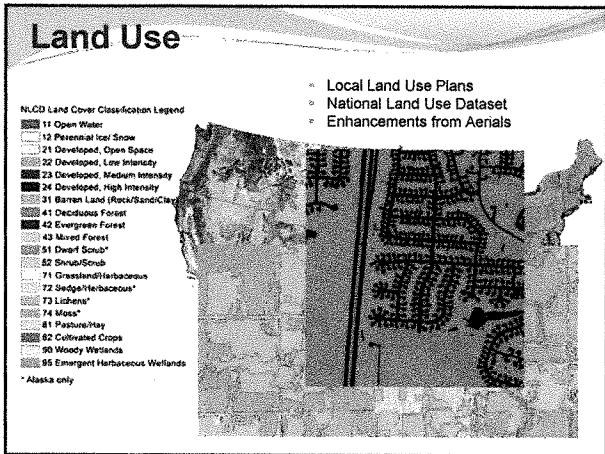 Land Use
Local Land Use Plans
National Land Use Dataset
Enhancements from Aerials
NLCD Land Cover Classification Legend
11 Open Water
12 Perennial Ice/ Snow
21 Developed, Open Space
22 Developed, Low Intensity
23 Developed, Medium Intensity
24 Developed, High Intensity
31 Barren Land (Rock/Sand/Clay
41 Deciduous Forest
42 Evergreen Forest
43 Mixed Forest
51 Dwarf Scrub*
52 Shrub/Scrub
71 Grassland/Herbaceous
72 Sedge/Herbaceous*
73 Lichens*
74 Moss*
81 Pasture/Hay
82 Cultivated Crops
90 Woody Wetlands
95 Emergent Herbaceous Wetlands
* Alaska only